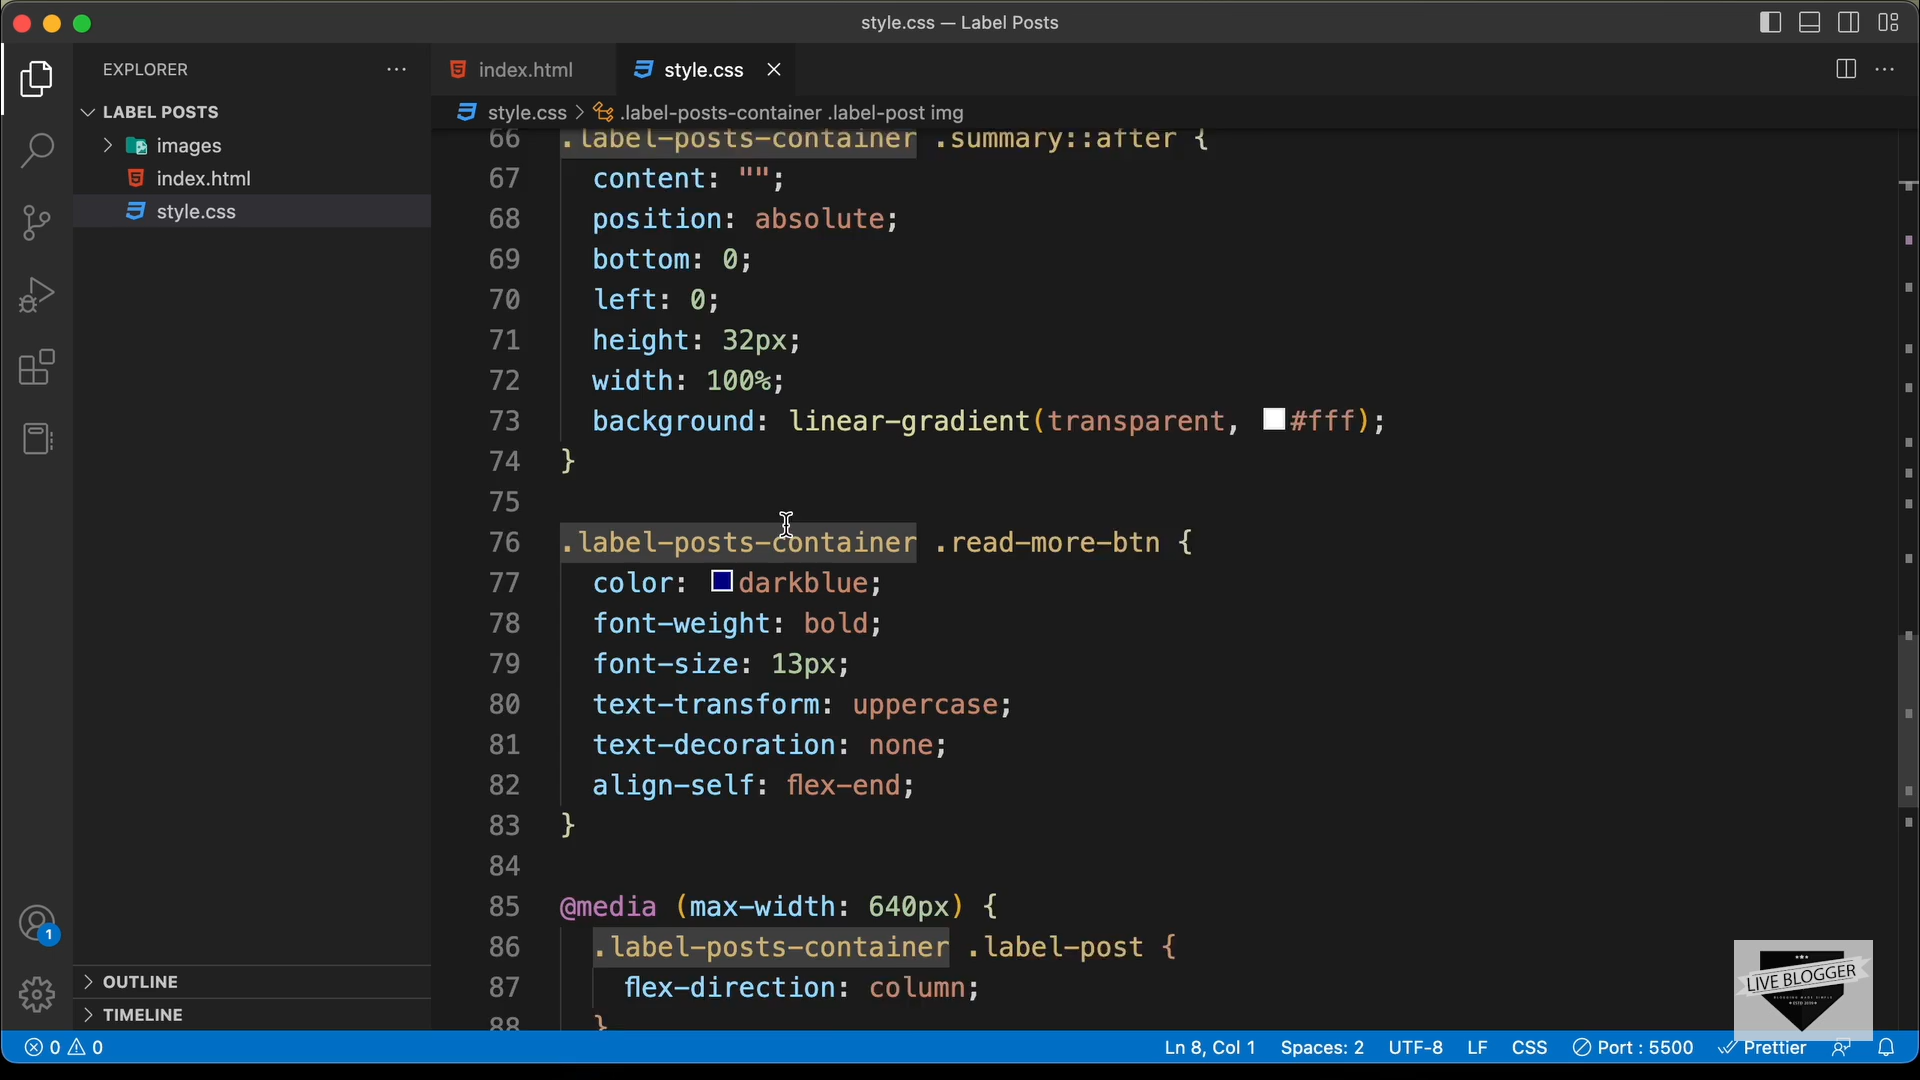 style.css — Label Posts
EXPLORER
index.html
style.css
LABEL POSTS
style.css > .label-posts-container .label-post img
images
index.html
style.css
66 .label-posts-container .summary::after {
67 content: "";
68 position: absolute;
69 bottom: 0;
70 left: 0;
71 height: 32px;
72 width: 100%;
73 background: linear-gradient(transparent, #fff);
74 }
75
76 .label-posts-container .read-more-btn {
77 color: darkblue;
78 font-weight: bold;
79 font-size: 13px;
80 text-transform: uppercase;
81 text-decoration: none;
82 align-self: flex-end;
83 }
84
85 @media (max-width: 640px) {
86 .label-posts-container .label-post {
87 flex-direction: column;
88 }
1
OUTLINE
TIMELINE
LIVE BLOGGER
0 0
Ln 8, Col 1 Spaces: 2 UTF-8 LF CSS Port : 5500 Prettier